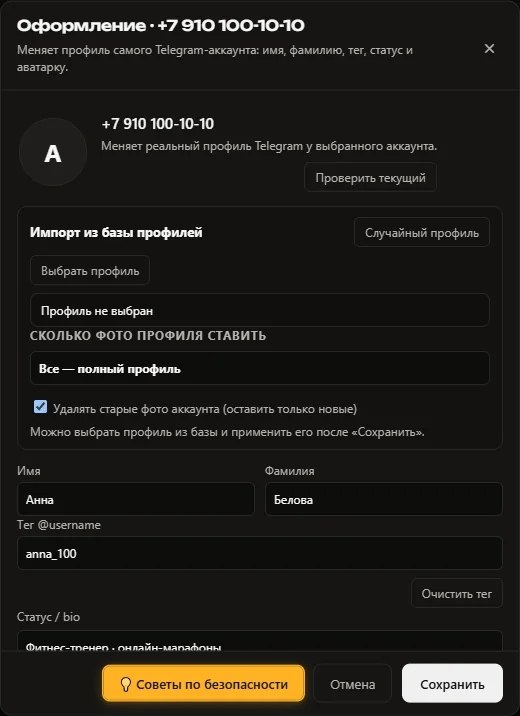 Оформление · +7 910 100-10-10
Меняет профиль самого Telegram-аккаунта: имя, фамилию, тег, статус и
аватарку.
А
+7 910 100-10-10
Меняет реальный профиль Telegram у выбранного аккаунта.
Проверить текущий
Импорт из базы профилей
Случайный профиль
Выбрать профиль
Профиль не выбран
СКОЛЬКО ФОТО ПРОФИЛЯ СТАВИТЬ
Все — полный профиль
Удалять старые фото аккаунта (оставить только новые)
Можно выбрать профиль из базы и применить его после «Сохранить».
Имя Фамилия
Анна Белова
Тег @username
anna_100
Очистить тег
Статус / bio
Фитнес-тренер · онлайн-марафоны
Советы по безопасности Отмена Сохранить